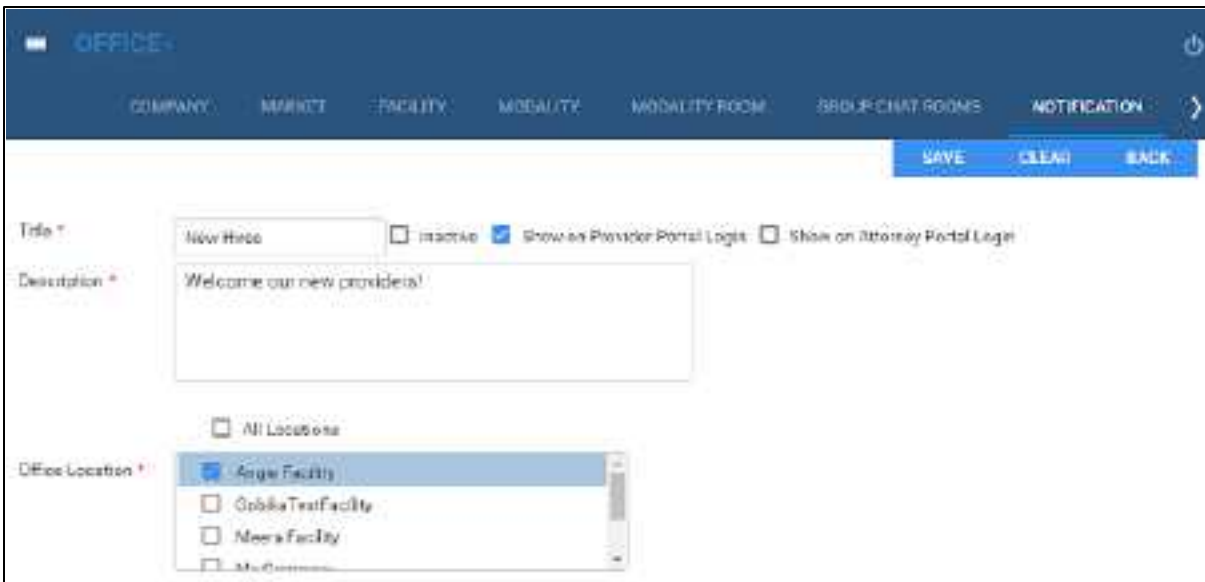 OFFICE
COMPANY MARKET FACILITY MODALITY MODALITY ROOM GROUP CHAT ROOMS NOTIFICATION
SAVE CLEAR BACK
Title * New Hires Inactive Show on Provider Portal Login Show on Attorney Portal Login
Description * Welcome our new providers!
All Locations
Office Location * Angie Facility
GobikaTestFacility
Meera Facility